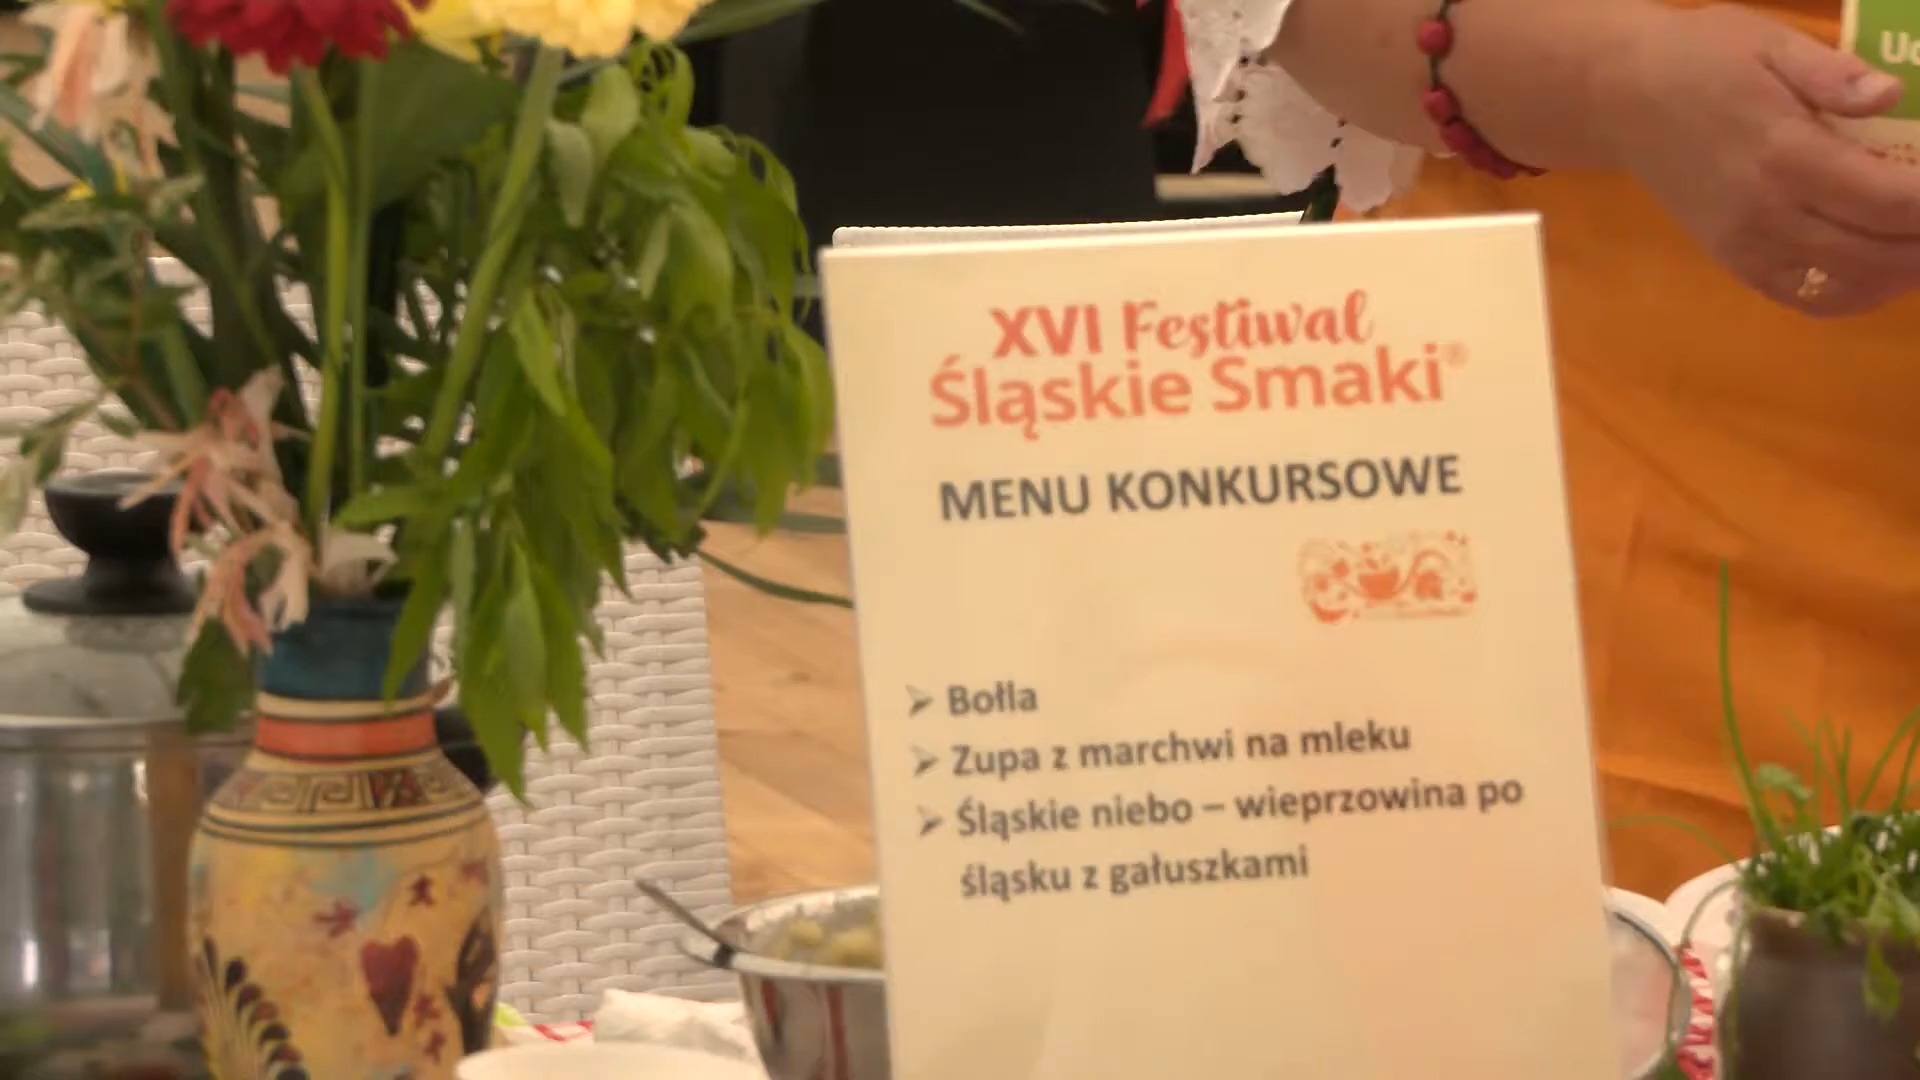 XVI Festiwal
Śląskie Smaki®
MENU KONKURSOWE
➢ Bołla
➢ Zupa z marchwi na mleku
➢ Śląskie niebo – wieprzowina po
śląsku z gałuszkami